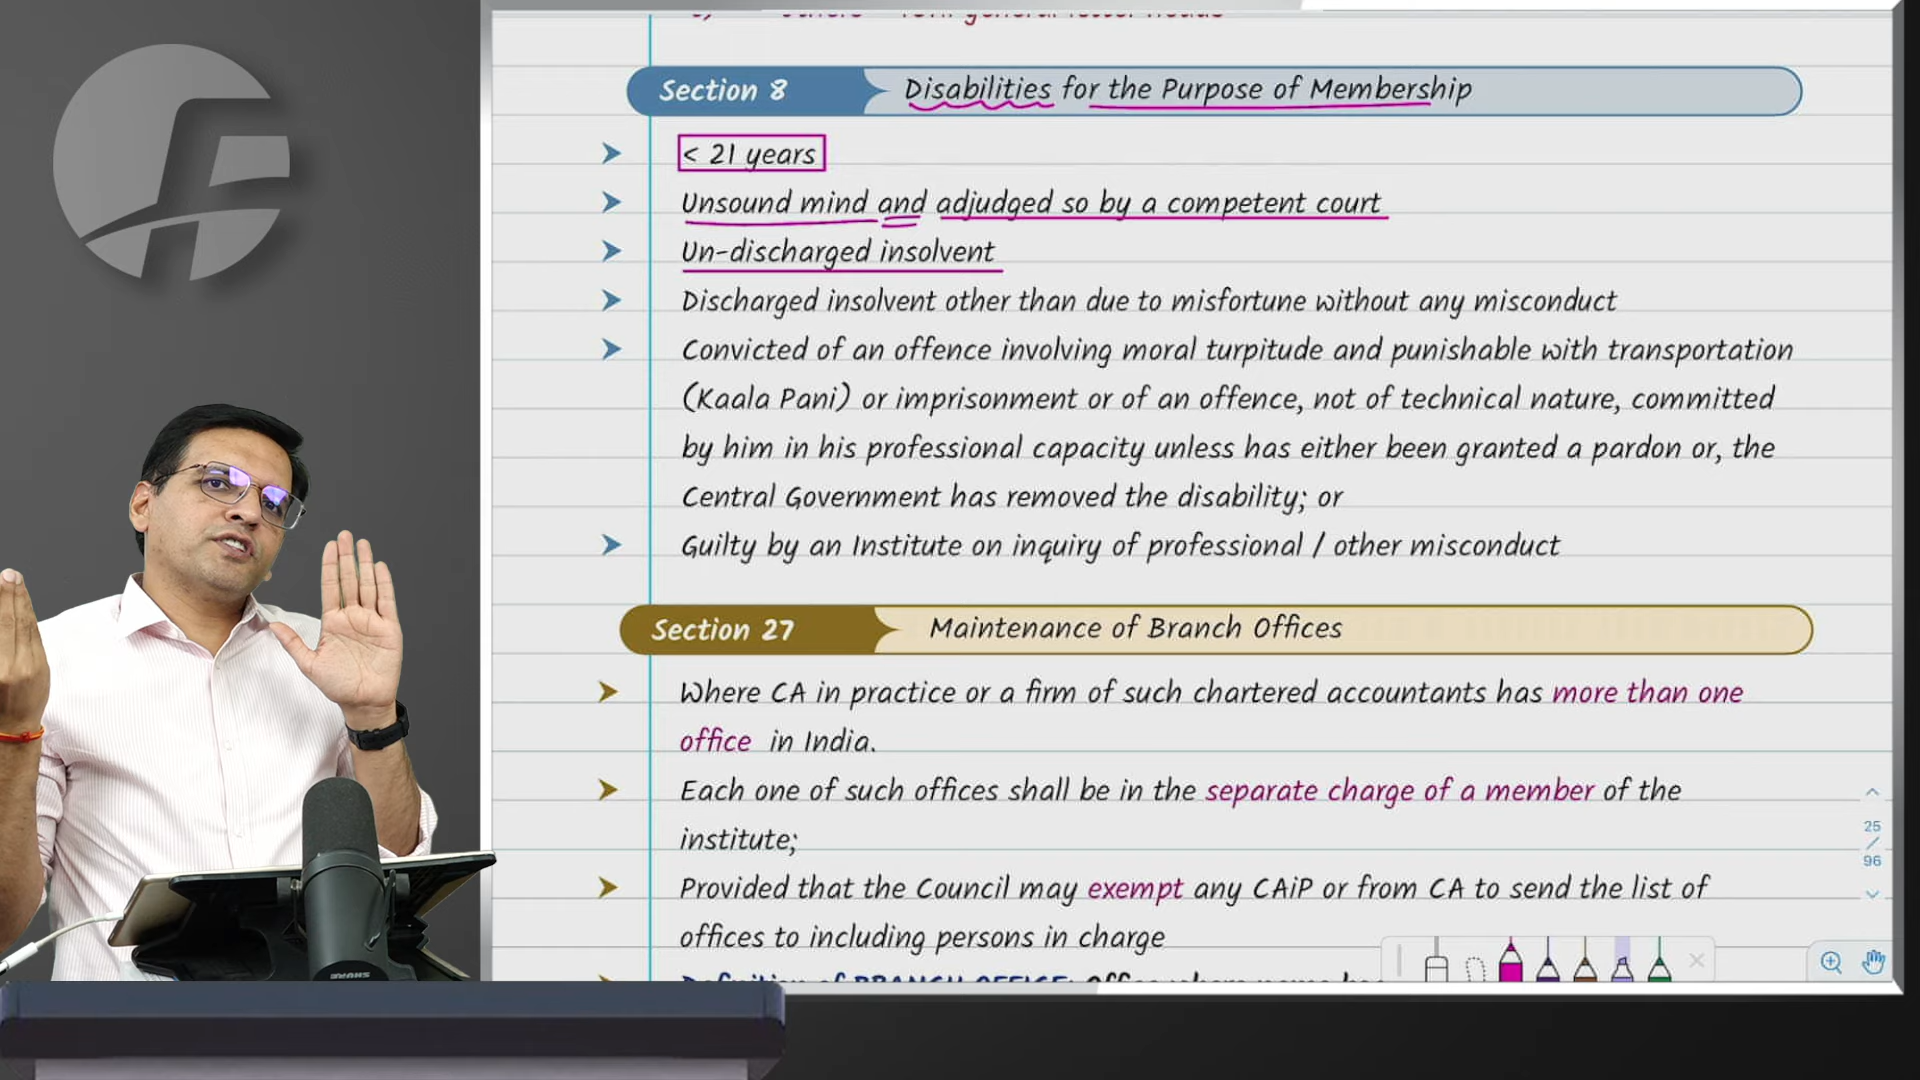 Section 8 Disabilities for the Purpose of Membership
< 21 years
Unsound mind and adjudged so by a competent court
Un-discharged insolvent
Discharged insolvent other than due to misfortune without any misconduct
Convicted of an offence involving moral turpitude and punishable with transportation
(Kaala Pani) or imprisonment or of an offence, not of technical nature, committed
by him in his professional capacity unless has either been granted a pardon or, the
Central Government has removed the disability; or
Guilty by an Institute on inquiry of professional / other misconduct
Section 27 Maintenance of Branch Offices
Where CA in practice or a firm of such chartered accountants has more than one
office in India.
Each one of such offices shall be in the separate charge of a member of the
institute;
Provided that the Council may exempt any CAiP or from CA to send the list of
offices to including persons in charge
Definition of BRANCH OFFICE: Office where name
25
/
96